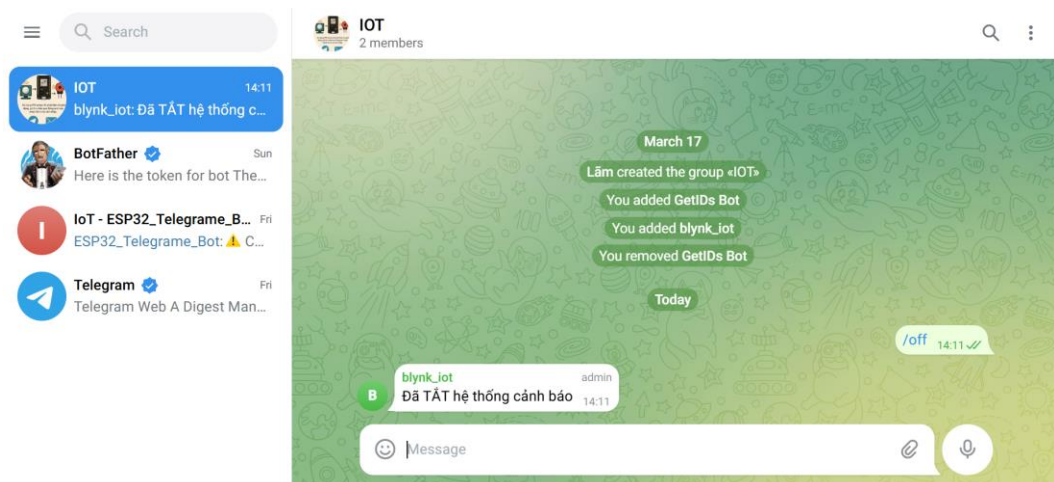 Search
IOT
14:11
blynk_iot: Đã TẮT hệ thống c...
BotFather
Sun
Here is the token for bot The...
IoT - ESP32_Telegrame_B...
Fri
ESP32_Telegrame_Bot: ⚠ C...
Telegram
Fri
Telegram Web A Digest Man...
IOT
2 members
March 17
Lãm created the group «IOT»
You added GetIDs Bot
You added blynk_iot
You removed GetIDs Bot
Today
/off 14:11
blynk_iot admin
Đã TẮT hệ thống cảnh báo 14:11
Message